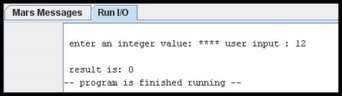 Mars Messages Run I/O
enter an integer value: **** user input : 12
result is: 0
-- program is finished running --